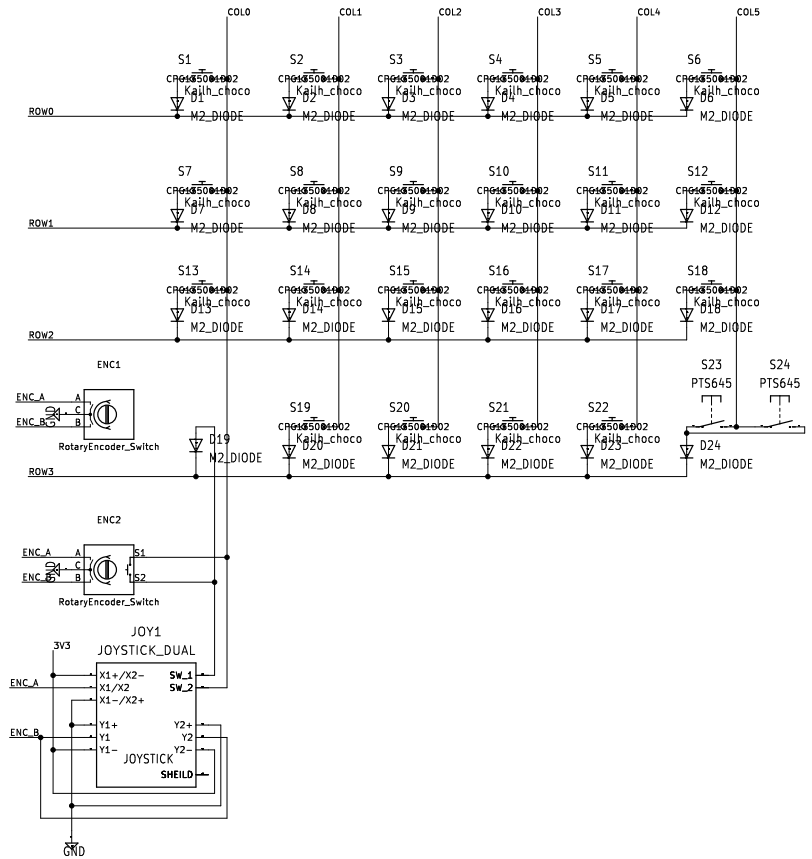 COL0 COL1 COL2 COL3 COL4 COL5
S1 S2 S3 S4 S5 S6
Kailh_choco Kailh_choco Kailh_choco Kailh_choco Kailh_choco Kailh_choco
D1 D2 D3 D4 D5 D6
ROW0 M2_DIODE M2_DIODE M2_DIODE M2_DIODE M2_DIODE M2_DIODE
S7 S8 S9 S10 S11 S12
Kailh_choco Kailh_choco Kailh_choco Kailh_choco Kailh_choco Kailh_choco
D7 D8 D9 D10 D11 D12
ROW1 M2_DIODE M2_DIODE M2_DIODE M2_DIODE M2_DIODE M2_DIODE
S13 S14 S15 S16 S17 S18
Kailh_choco Kailh_choco Kailh_choco Kailh_choco Kailh_choco Kailh_choco
D13 D14 D15 D16 D17 D18
M2_DIODE M2_DIODE M2_DIODE M2_DIODE M2_DIODE M2_DIODE
ROW2
ENC1 S23 S24
PTS645 PTS645
ENC_A A
GND C
ENC_B B
S19 S20 S21 S22
RotaryEncoder_Switch
Kailh_choco Kailh_choco Kailh_choco Kailh_choco
D19 D20 D21 D22 D23 D24
M2_DIODE M2_DIODE M2_DIODE M2_DIODE M2_DIODE M2_DIODE
ROW3
ENC2
ENC_A A S1
GND C
ENC_B B S2
RotaryEncoder_Switch
JOY1
3V3 JOYSTICK_DUAL
X1+/X2- SW_1
ENC_A X1/X2 SW_2
X1-/X2+
Y1+ Y2+
ENC_B Y1 Y2
Y1- Y2-
JOYSTICK
SHEILD
GND